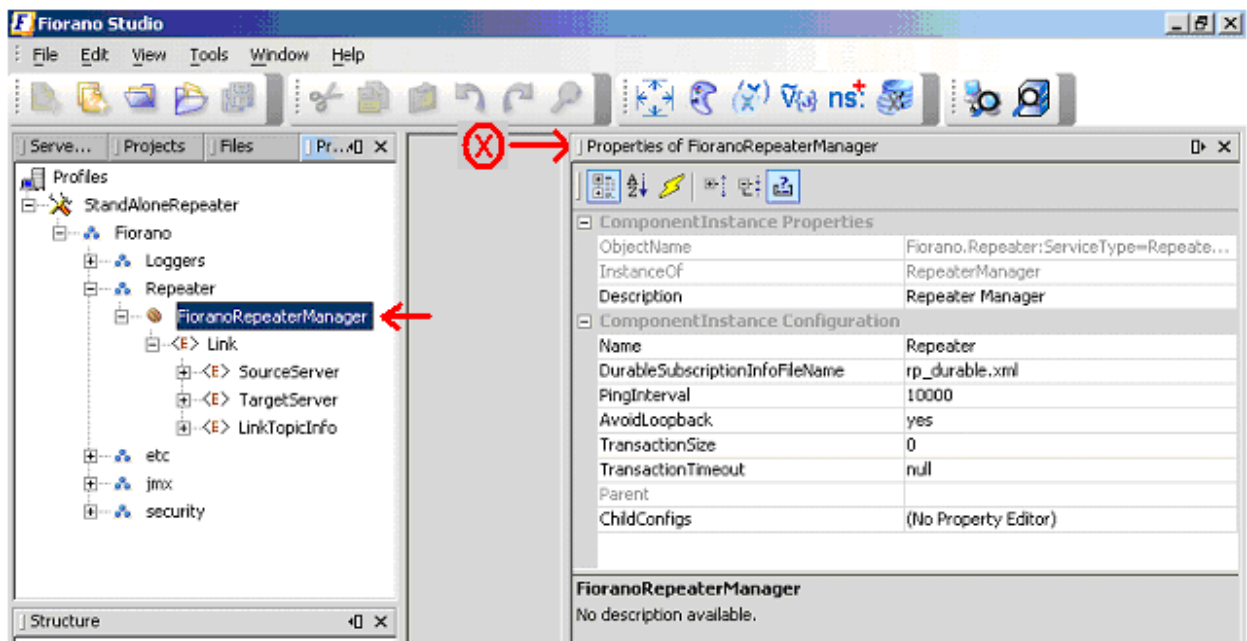 Fiorano Studio
File Edit View Tools Window Help
ns:
Serve... Projects Files Pr...
Profiles
StandAloneRepeater
Fiorano
Loggers
Repeater
FioranoRepeaterManager
<E> Link
<E> SourceServer
<E> TargetServer
<E> LinkTopicInfo
etc
jmx
security
Structure
X
Properties of FioranoRepeaterManager
ComponentInstance Properties
ObjectName Fiorano.Repeater:ServiceType=Repeate...
InstanceOf RepeaterManager
Description Repeater Manager
ComponentInstance Configuration
Name Repeater
DurableSubscriptionInfoFileName rp_durable.xml
PingInterval 10000
AvoidLoopback yes
TransactionSize 0
TransactionTimeout null
Parent
ChildConfigs (No Property Editor)
FioranoRepeaterManager
No description available.